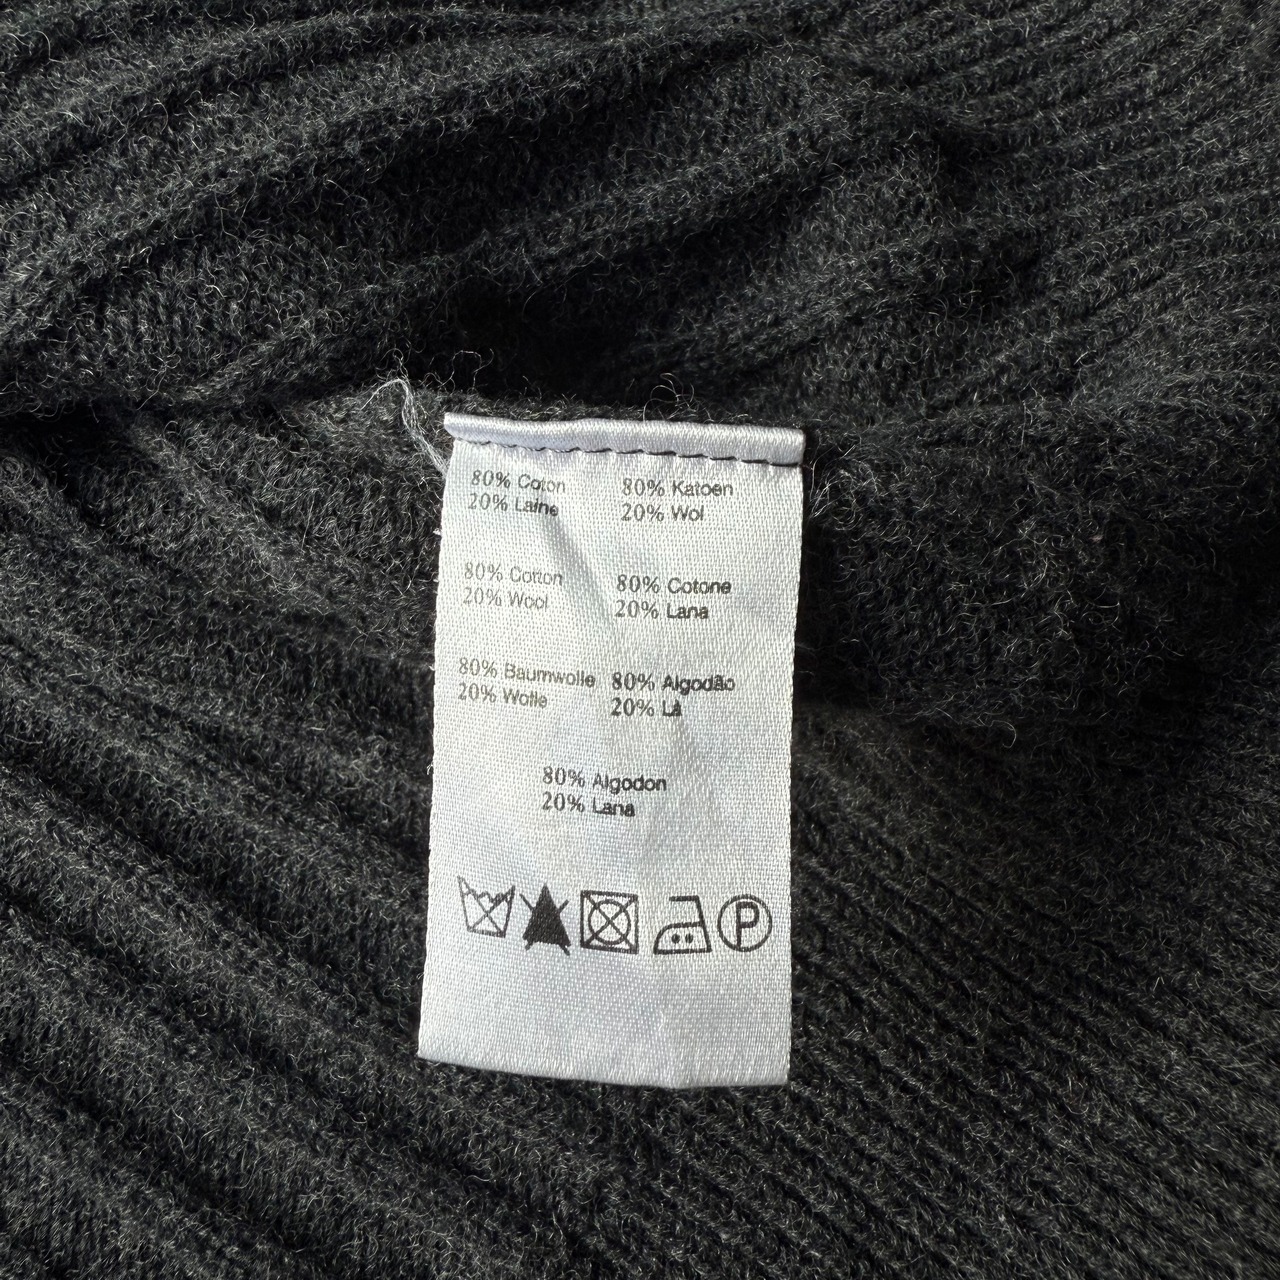 80% Coton
20% Laine
80% Katoen
20% Wol
80% Cotton
20% Wool
80% Cotone
20% Lana
80% Baumwolle
20% Wolle
80% Algodão
20% Lã
80% Algodon
20% Lana
P